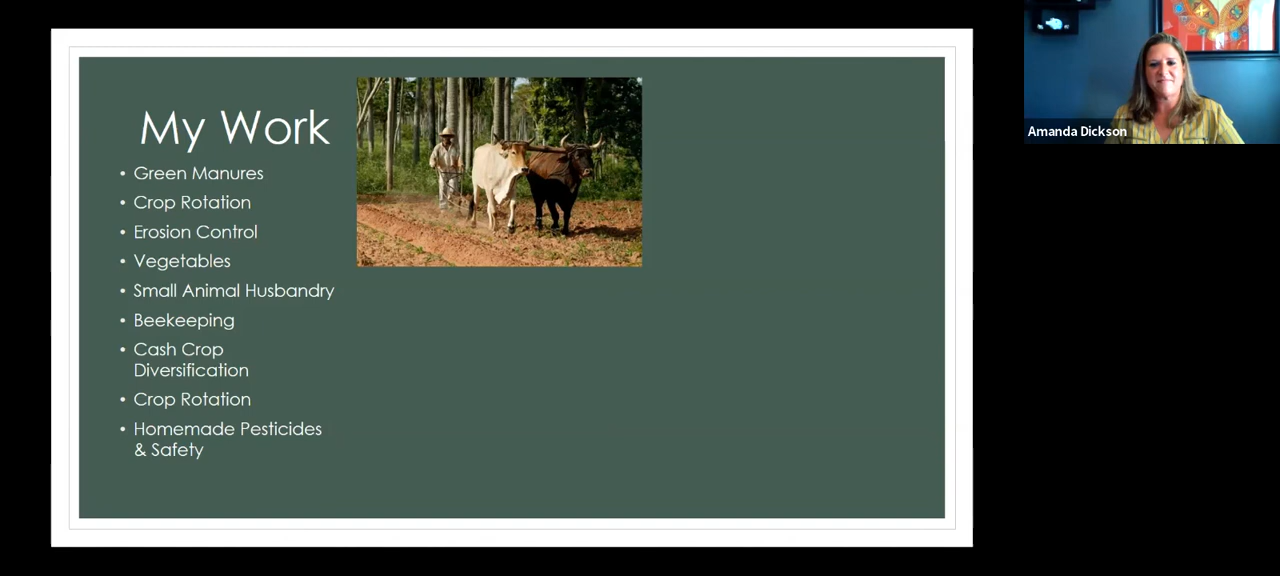 My Work
• Green Manures
• Crop Rotation
• Erosion Control
• Vegetables
• Small Animal Husbandry
• Beekeeping
• Cash Crop
Diversification
• Crop Rotation
• Homemade Pesticides
& Safety
Amanda Dickson